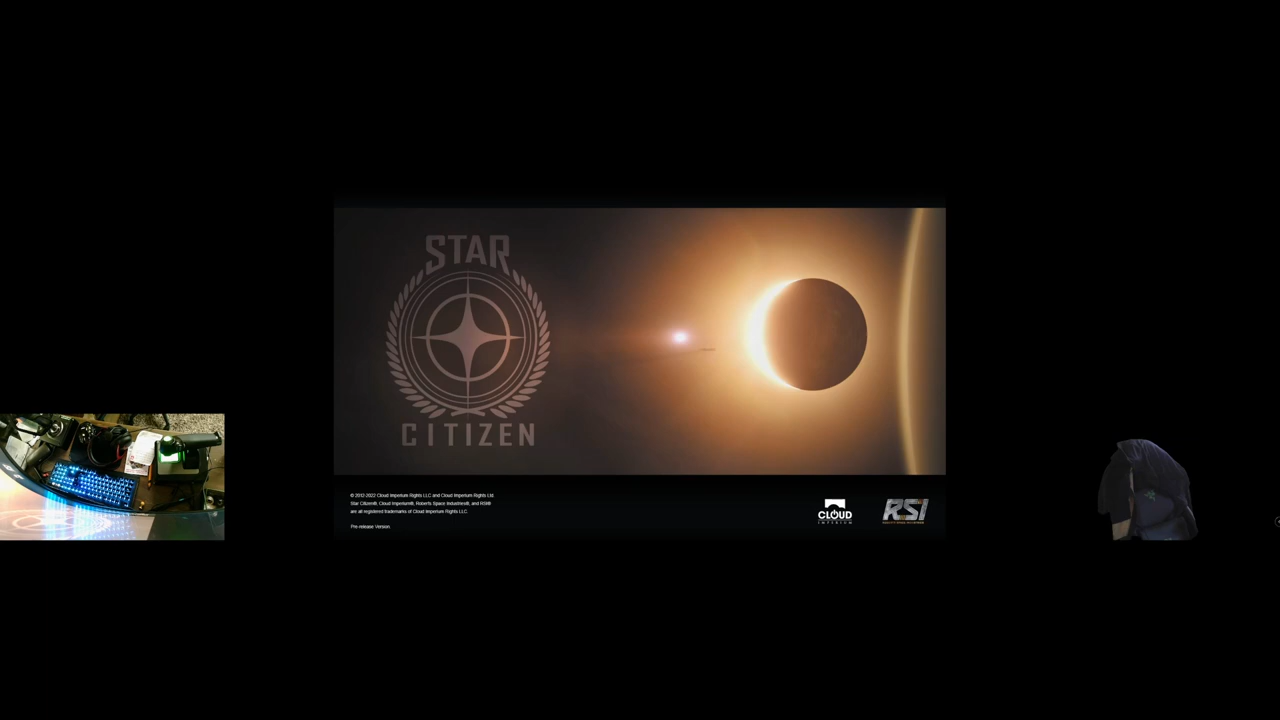 STAR
CITIZEN
© 2012-2022 Cloud Imperium Rights LLC and Cloud Imperium Rights Ltd.
Star Citizen®, Cloud Imperium®, Roberts Space Industries®, and RSI®
are all registered trademarks of Cloud Imperium Rights LLC.
Pre-release Version.
CLOUD
IMPERIUM
RSI